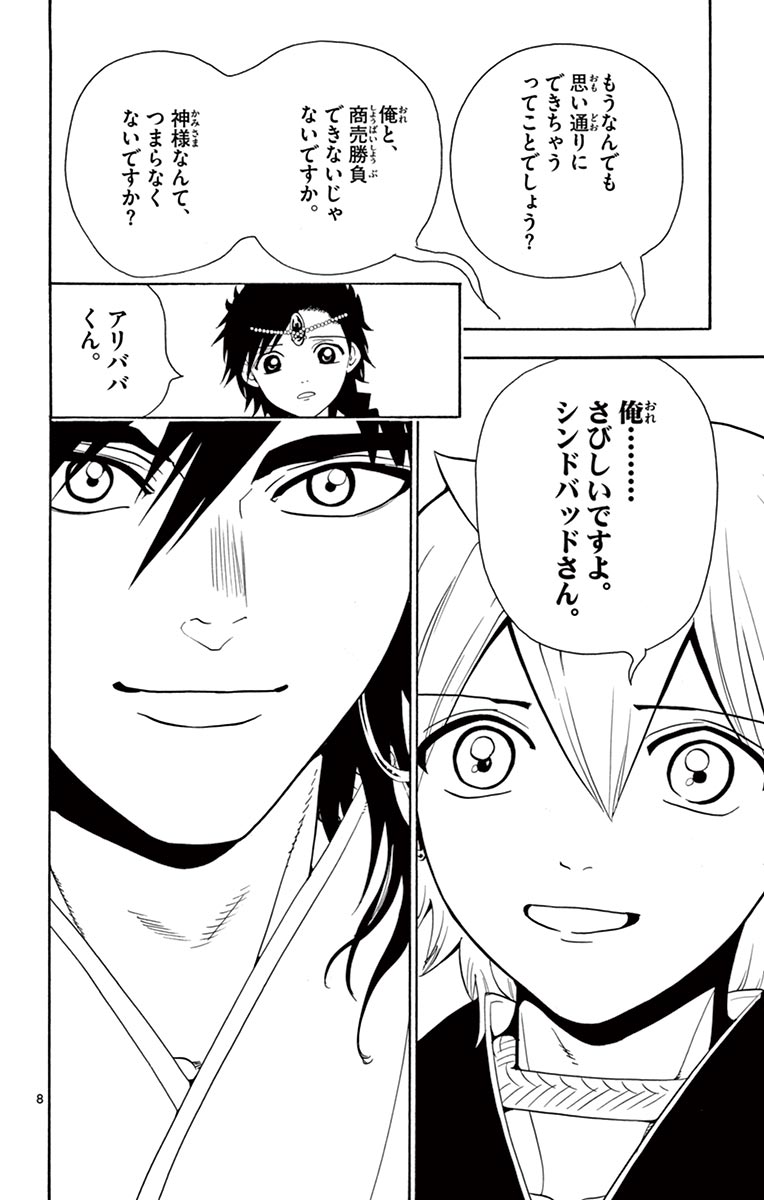 もうなんでも
思い通りに
できちゃう
ってことでしょう？
俺と、
商売勝負
できないじゃ
ないですか。
神様なんて、
つまらなく
ないですか？
アリババ
くん。
俺………
さびしいですよ。
シンドバッドさん。
8